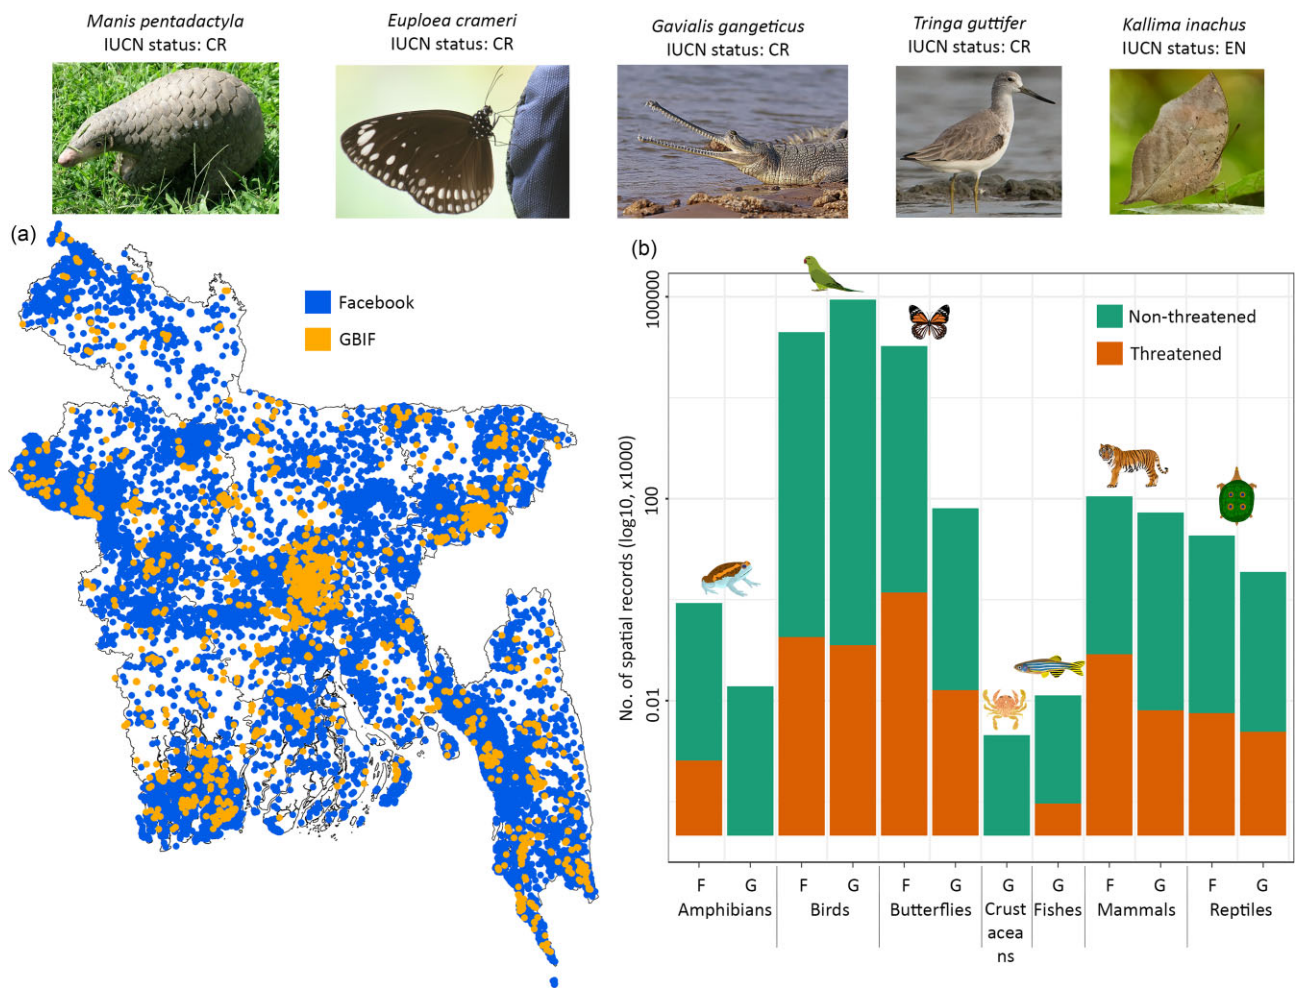 Manis pentadactyla
IUCN status: CR
Euploea crameri
IUCN status: CR
Gavialis gangeticus
IUCN status: CR
Tringa guttifer
IUCN status: CR
Kallima inachus
IUCN status: EN
(a)
Facebook
GBIF
(b)
100000
100
0.01
No. of spatial records (log10, x1000)
Non-threatened
Threatened
F G F G F G G G F G F G
Amphibians Birds Butterflies Crust Fishes Mammals Reptiles
acea
ns